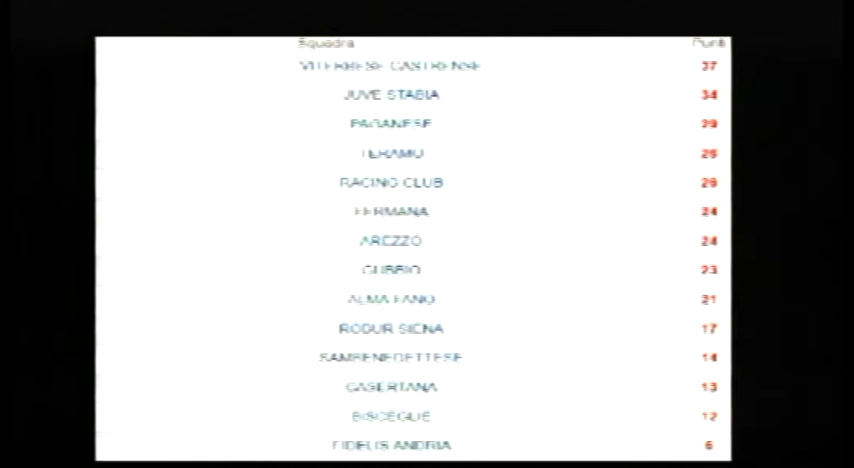 Squadra Punti
VITERBESE CASTRENSE 37
JUVE STABIA 34
PAGANESE 29
TERAMO 26
RACING CLUB 26
FERMANA 24
AREZZO 24
GUBBIO 23
ALMA FANO 21
ROBUR SIENA 17
SAMBENEDETTESE 14
CASERTANA 13
BISCEGLIE 12
FIDELIS ANDRIA 6